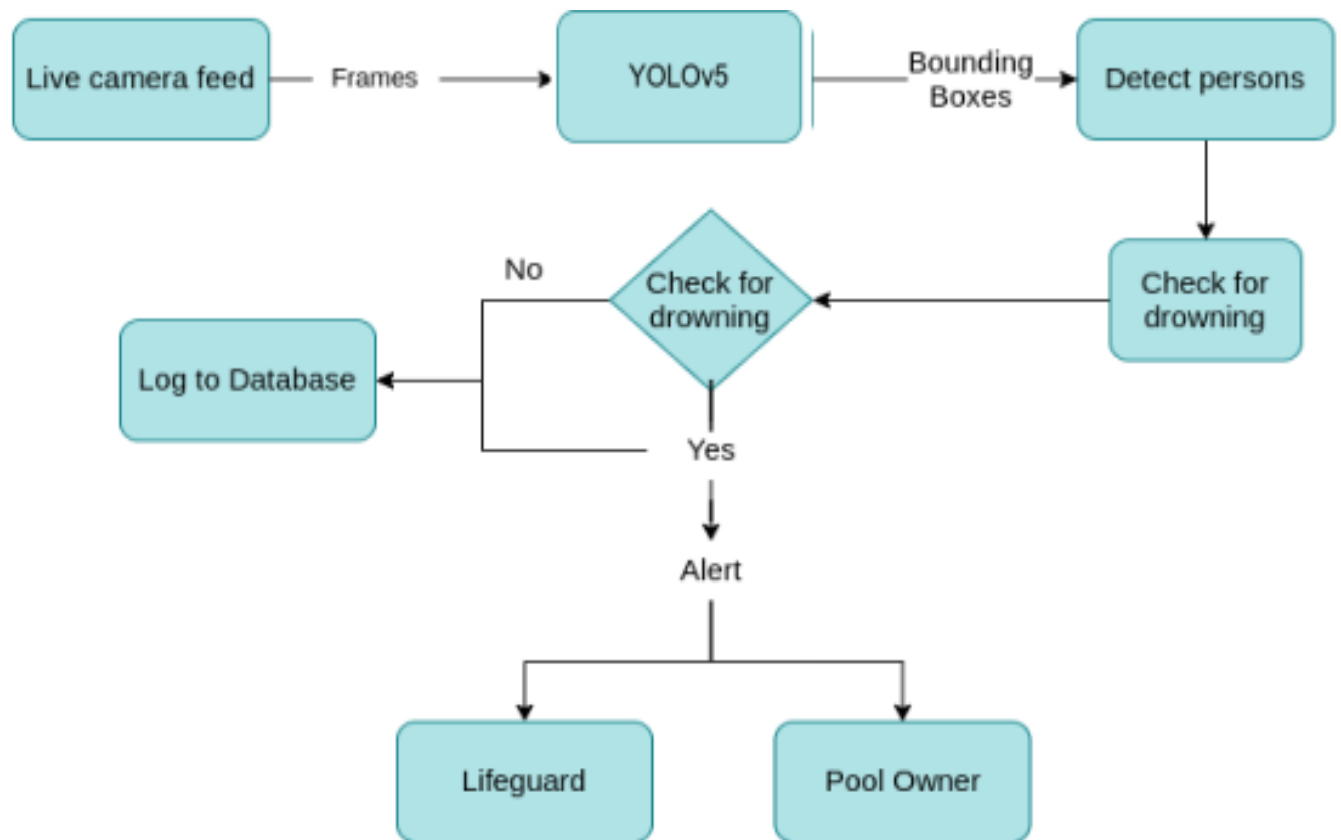 Live camera feed
Frames
YOLOv5
Bounding
Boxes
Detect persons
No
Check for
drowning
Check for
drowning
Log to Database
Yes
Alert
Lifeguard
Pool Owner